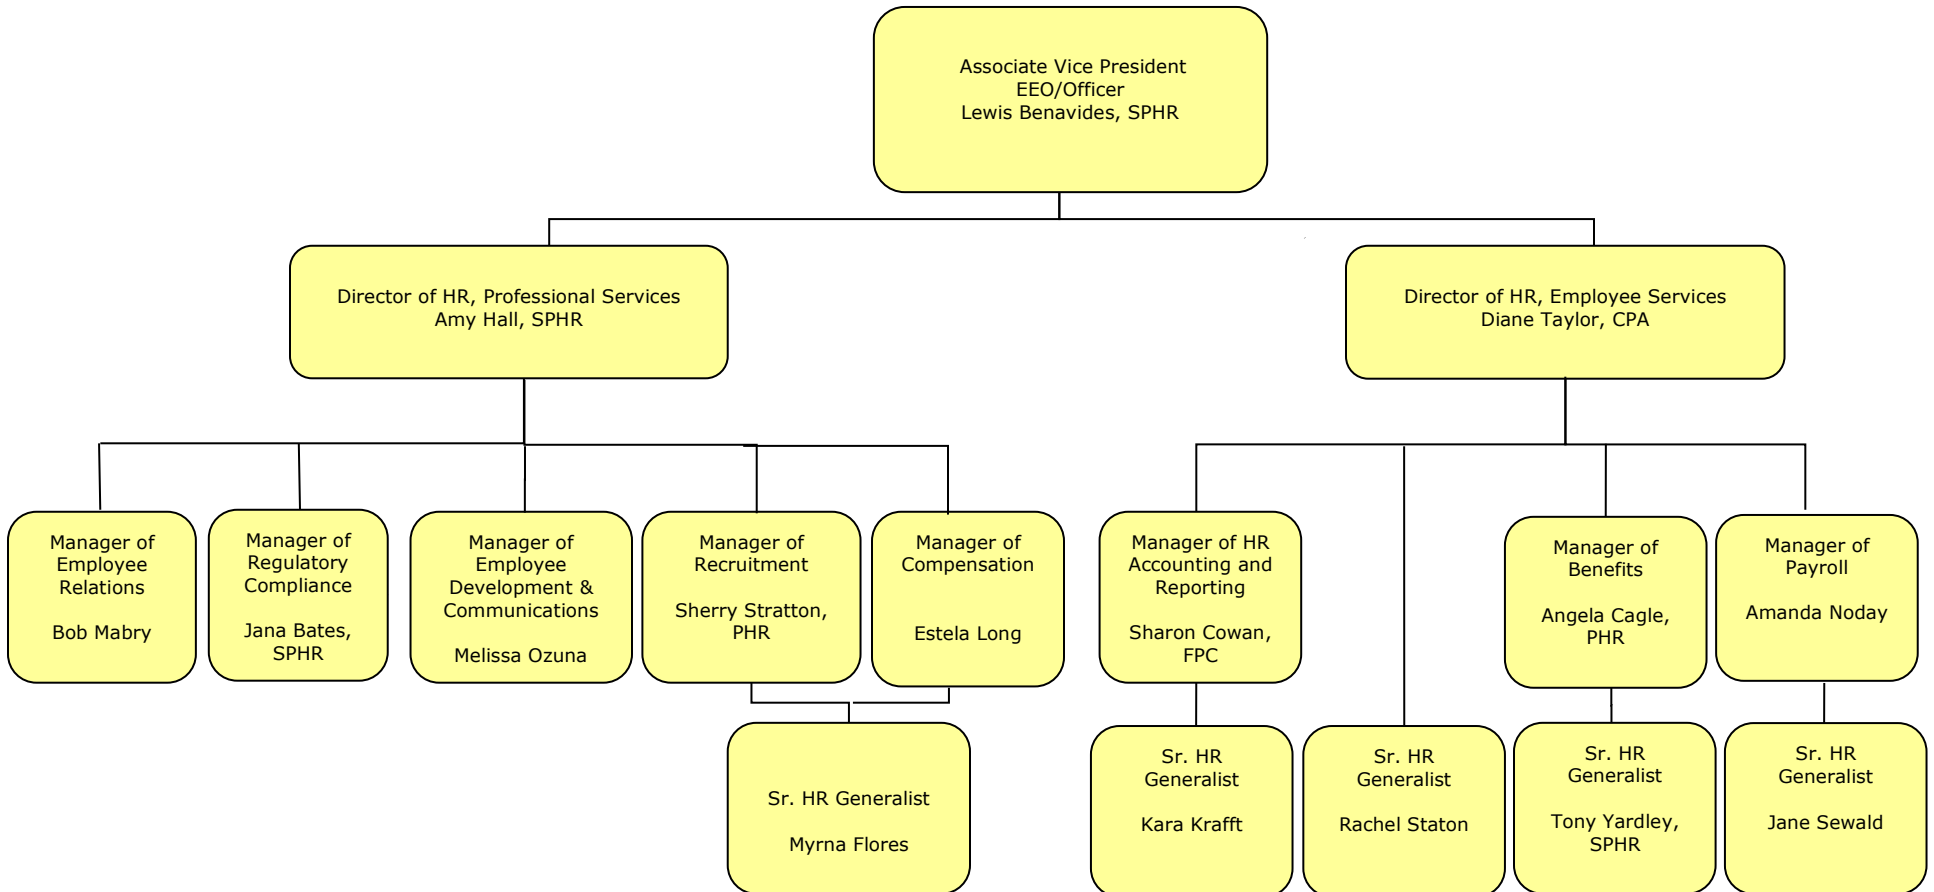 Associate Vice President
EEO/Officer
Lewis Benavides, SPHR
Director of HR, Professional Services
Amy Hall, SPHR
Director of HR, Employee Services
Diane Taylor, CPA
Manager of
Employee
Relations
Bob Mabry
Manager of
Regulatory
Compliance
Jana Bates,
SPHR
Manager of
Employee
Development &
Communications
Melissa Ozuna
Manager of
Recruitment
Sherry Stratton,
PHR
Manager of
Compensation
Estela Long
Manager of HR
Accounting and
Reporting
Sharon Cowan,
FPC
Manager of
Benefits
Angela Cagle,
PHR
Manager of
Payroll
Amanda Noday
Sr. HR Generalist
Myrna Flores
Sr. HR
Generalist
Kara Krafft
Sr. HR
Generalist
Rachel Staton
Sr. HR
Generalist
Tony Yardley,
SPHR
Sr. HR
Generalist
Jane Sewald